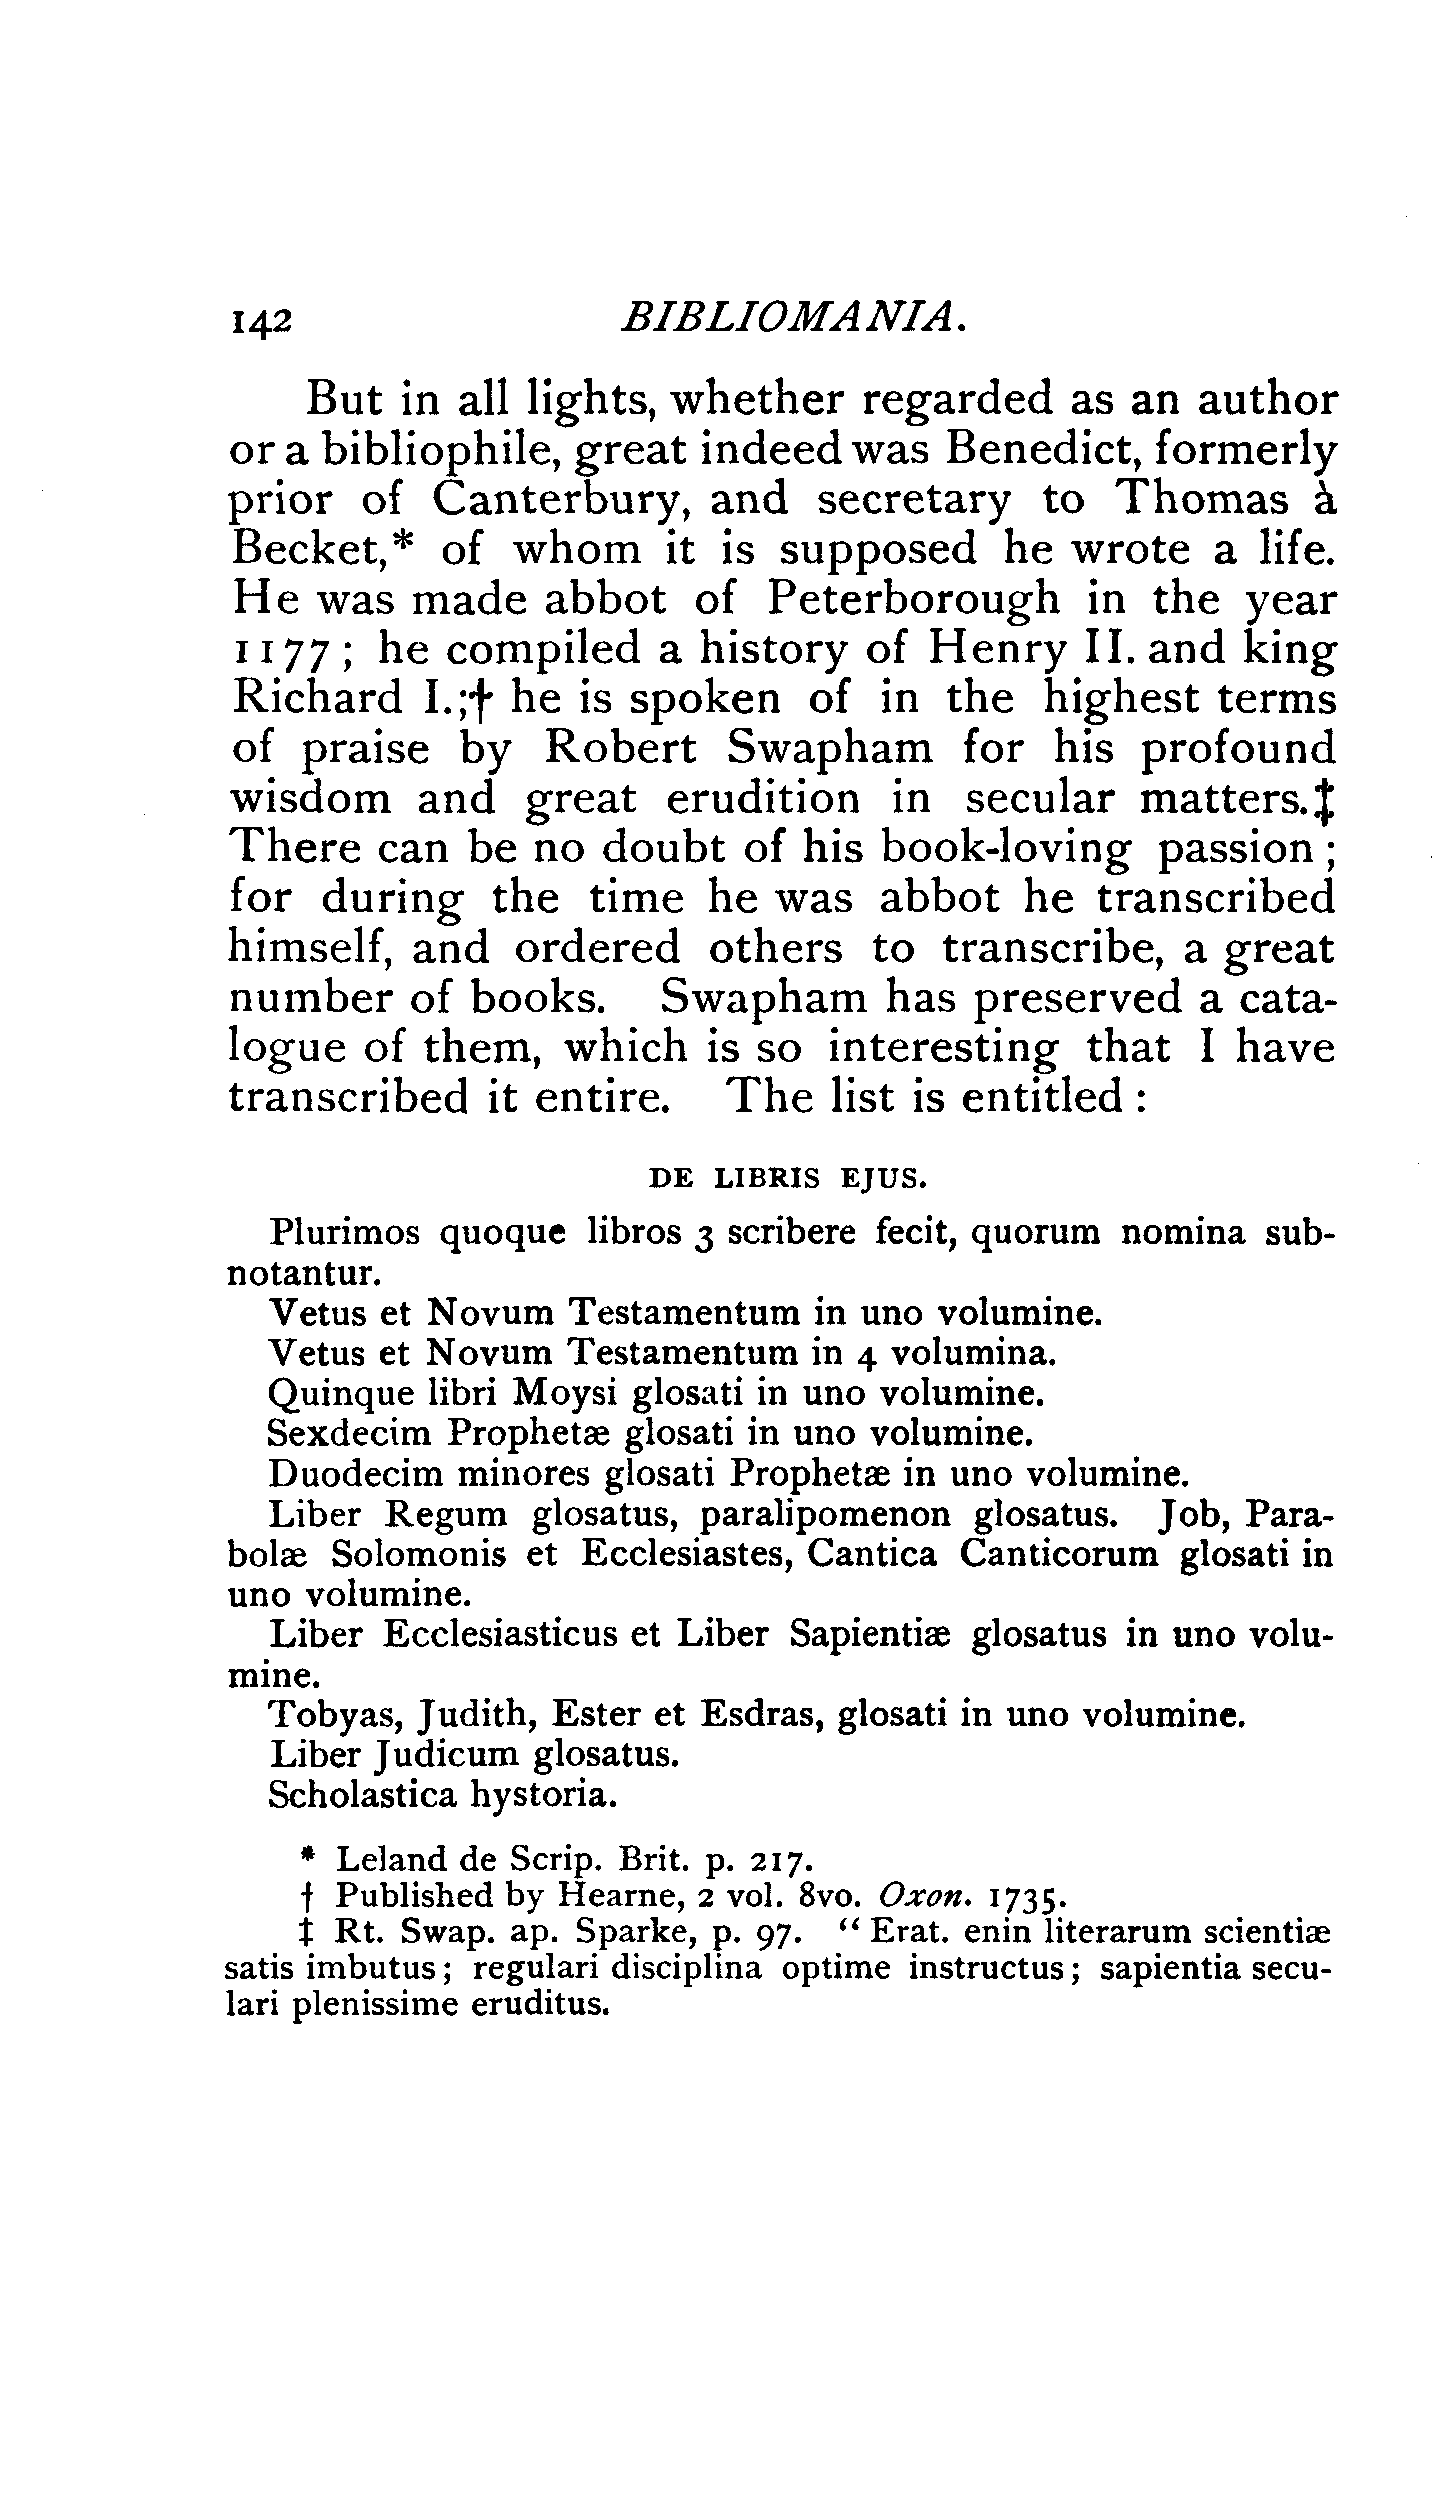 142 BIBLIOMANIA.
But in all lights, whether regarded as an author
or a bibliophile, great indeed was Benedict, formerly
prior of Canterbury, and secretary to Thomas à
Becket,* of whom it is supposed he wrote a life.
He was made abbot of Peterborough in the year
1177; he compiled a history of Henry II. and king
Richard I.;† he is spoken of in the highest terms
of praise by Robert Swapham for his profound
wisdom and great erudition in secular matters.‡
There can be no doubt of his book-loving passion;
for during the time he was abbot he transcribed
himself, and ordered others to transcribe, a great
number of books. Swapham has preserved a cata-
logue of them, which is so interesting that I have
transcribed it entire. The list is entitled:
DE LIBRIS EJUS.
Plurimos quoque libros 3 scribere fecit, quorum nomina sub-
notantur.
Vetus et Novum Testamentum in uno volumine.
Vetus et Novum Testamentum in 4 volumina.
Quinque libri Moysi glosati in uno volumine.
Sexdecim Prophetæ glosati in uno volumine.
Duodecim minores glosati Prophetæ in uno volumine.
Liber Regum glosatus, paralipomenon glosatus. Job, Para-
bolæ Solomonis et Ecclesiastes, Cantica Canticorum glosati in
uno volumine.
Liber Ecclesiasticus et Liber Sapientiæ glosatus in uno volu-
mine.
Tobyas, Judith, Ester et Esdras, glosati in uno volumine.
Liber Judicum glosatus.
Scholastica hystoria.
* Leland de Scrip. Brit. p. 217.
† Published by Hearne, 2 vol. 8vo. Oxon. 1735.
‡ Rt. Swap. ap. Sparke, p. 97. “Erat. enin literarum scientiæ
satis imbutus; regulari disciplina optime instructus; sapientia secu-
lari plenissime eruditus.